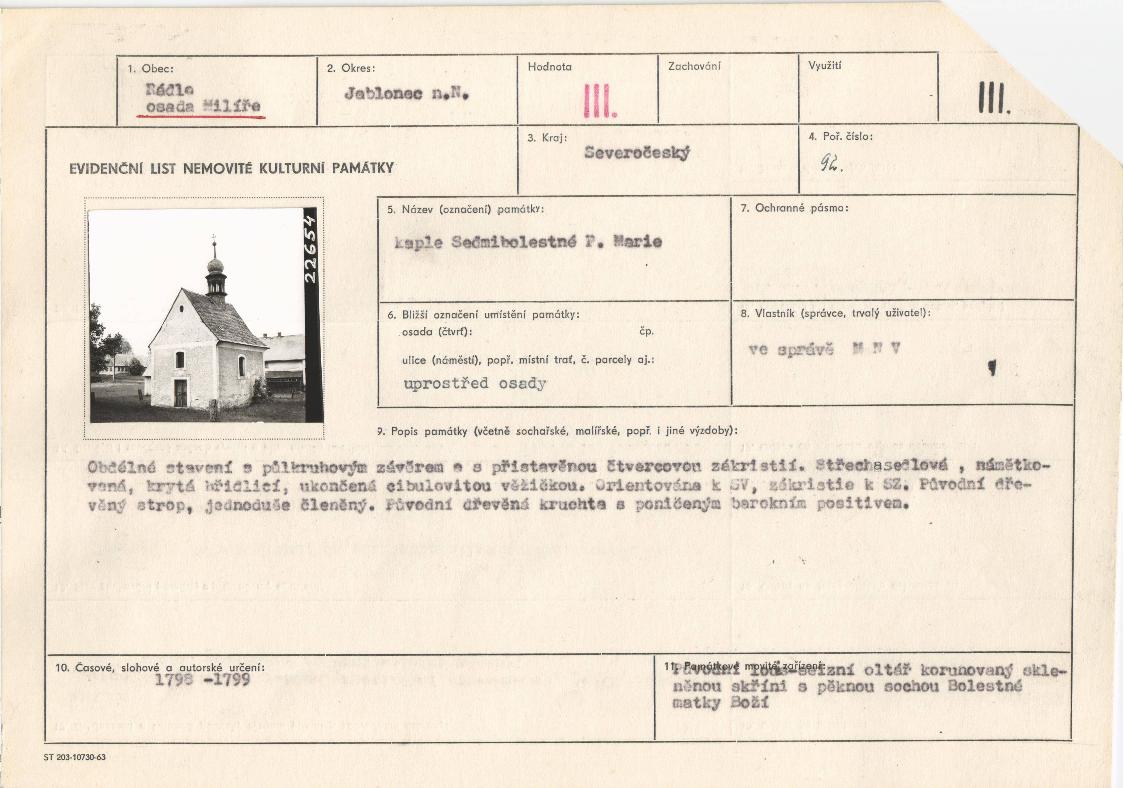 1. Obec:
Rádlo
osada Milíře
2. Okres:
Jablonec n.N.
Hodnota
III.
Zachování
Využití
III.
EVIDENČNÍ LIST NEMOVITÉ KULTURNÍ PAMÁTKY
3. Kraj:
Severočeský
4. Poř. číslo:
92.
22654
5. Název (označení) památky:
kaple Sedmibolestné P. Marie
7. Ochranné pásmo:
6. Bližší označení umístění památky:
osada (čtvrť): čp.
ulice (náměstí), popř. místní trať, č. parcely aj.:
uprostřed osady
8. Vlastník (správce, trvalý uživatel):
ve správě M N V
9. Popis památky (včetně sochařské, malířské, popř. i jiné výzdoby):
Obdélné stavení s půlkruhovým závěrem a s přistavěnou čtvercovou zákristií. Střechasedlová , námětko-
vaná, krytá břidlicí, ukončená cibulovitou věžičkou. Orientována k SV, zákristie k SZ. Původní dře-
věný strop, jednoduše členěný. Původní dřevěná kruchta s poničeným barokním positivem.
10. Časové, slohové a autorské určení:
1798 -1799
11. Památkové movité zařízení:
Původní louis-seizní oltář korunovaný skle-
něnou skříní s pěknou sochou Bolestné
matky Boží
ST 203-10730-63